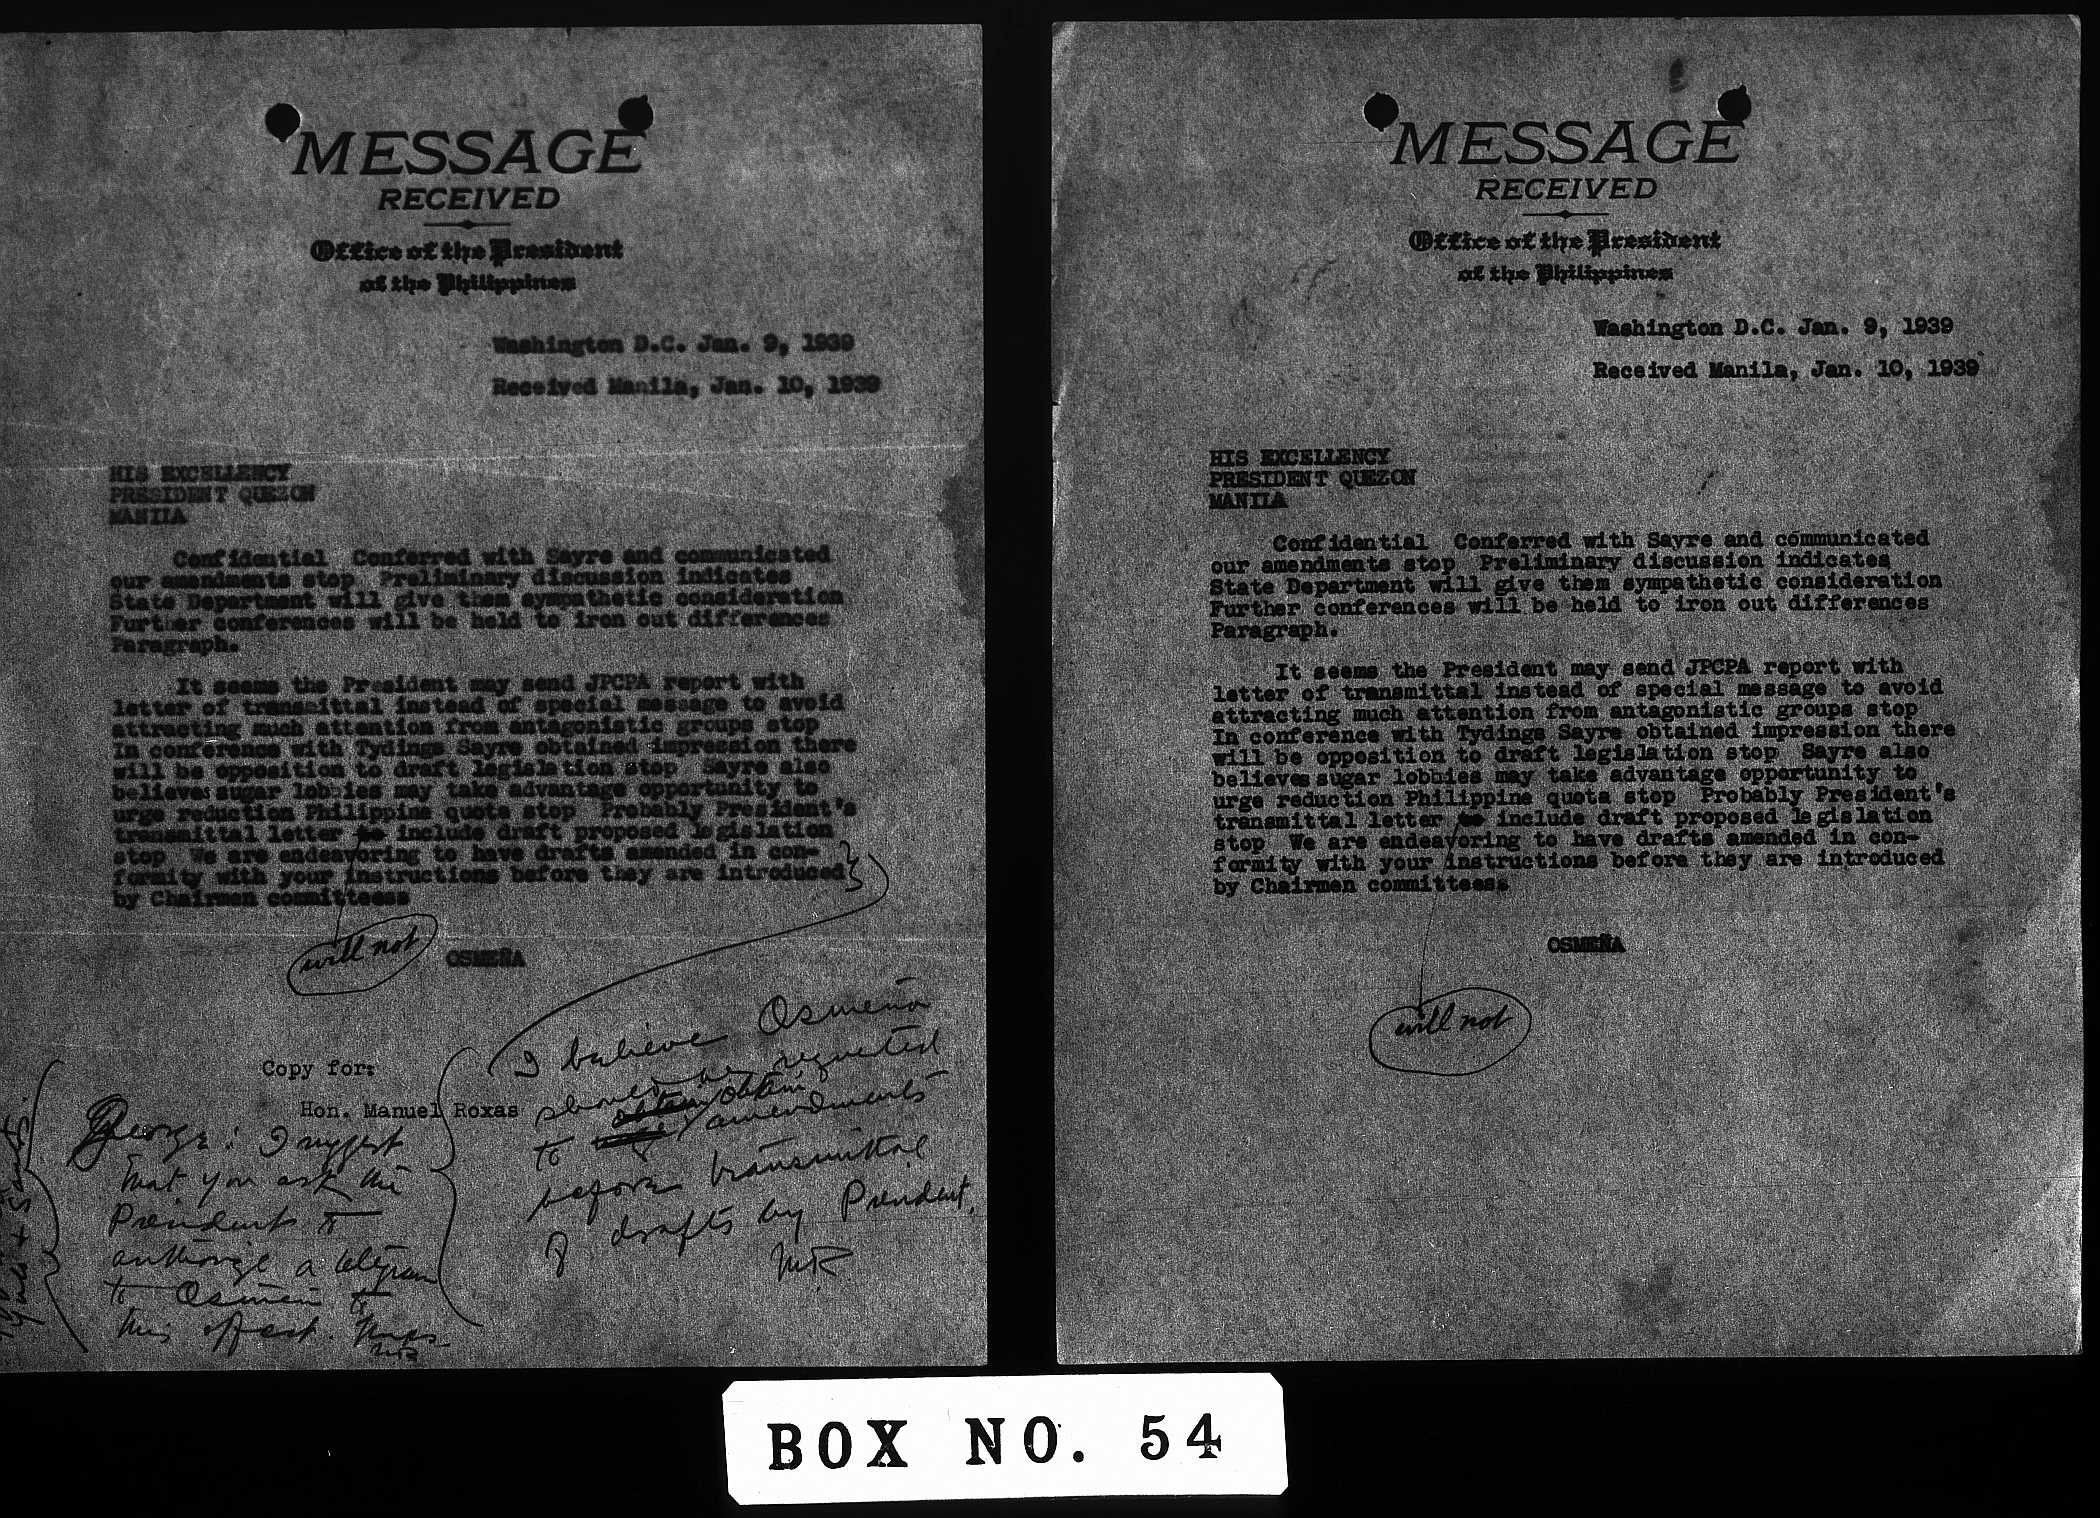 MESSAGE
RECEIVED
Office of the President
of the Philippines
Washington D.C. Jan. 9, 1939
Received Manila, Jan. 10, 1939
HIS EXCELLENCY
PRESIDENT QUEZON
MANILA
Confidential Conferred with Sayre and communicated
our amendments stop Preliminary discussion indicates
State Department will give them sympathetic consideration
Further conferences will be held to iron out differences
Paragraph.
It seems the President may send JPCPA report with
letter of transmittal instead of special message to avoid
attracting much attention from antagonistic groups stop
In conference with Tydings Sayre obtained impression there
will be opposition to draft legislation stop Sayre also
believes sugar lobbies may take advantage opportunity to
urge reduction Philippine quota stop Probably President's
transmittal letter include draft proposed legislation
stop We are endeavoring to have drafts amended in con-
formity with your instructions before they are introduced
by Chairmen committeess
will not
OSMEÑA
Copy for:
Hon. Manuel Roxas
George: I suggest
that you ask the
President to
authorize a telegram
to Osmeña to
this effect. Roxas
MR
I believe Osmeña
should be requested
to obtain amendments
before transmittal
of drafts by President.
MR
MESSAGE
RECEIVED
Office of the President
of the Philippines
Washington D.C. Jan. 9, 1939
Received Manila, Jan. 10, 1939
HIS EXCELLENCY
PRESIDENT QUEZON
MANILA
Confidential Conferred with Sayre and communicated
our amendments stop Preliminary discussion indicates
State Department will give them sympathetic consideration
Further conferences will be held to iron out differences
Paragraph.
It seems the President may send JPCPA report with
letter of transmittal instead of special message to avoid
attracting much attention from antagonistic groups stop
In conference with Tydings Sayre obtained impression there
will be opposition to draft legislation stop Sayre also
believes sugar lobbies may take advantage opportunity to
urge reduction Philippine quota stop Probably President's
transmittal letter include draft proposed legislation
stop We are endeavoring to have drafts amended in con-
formity with your instructions before they are introduced
by Chairmen committeess
OSMEÑA
will not
BOX NO. 54